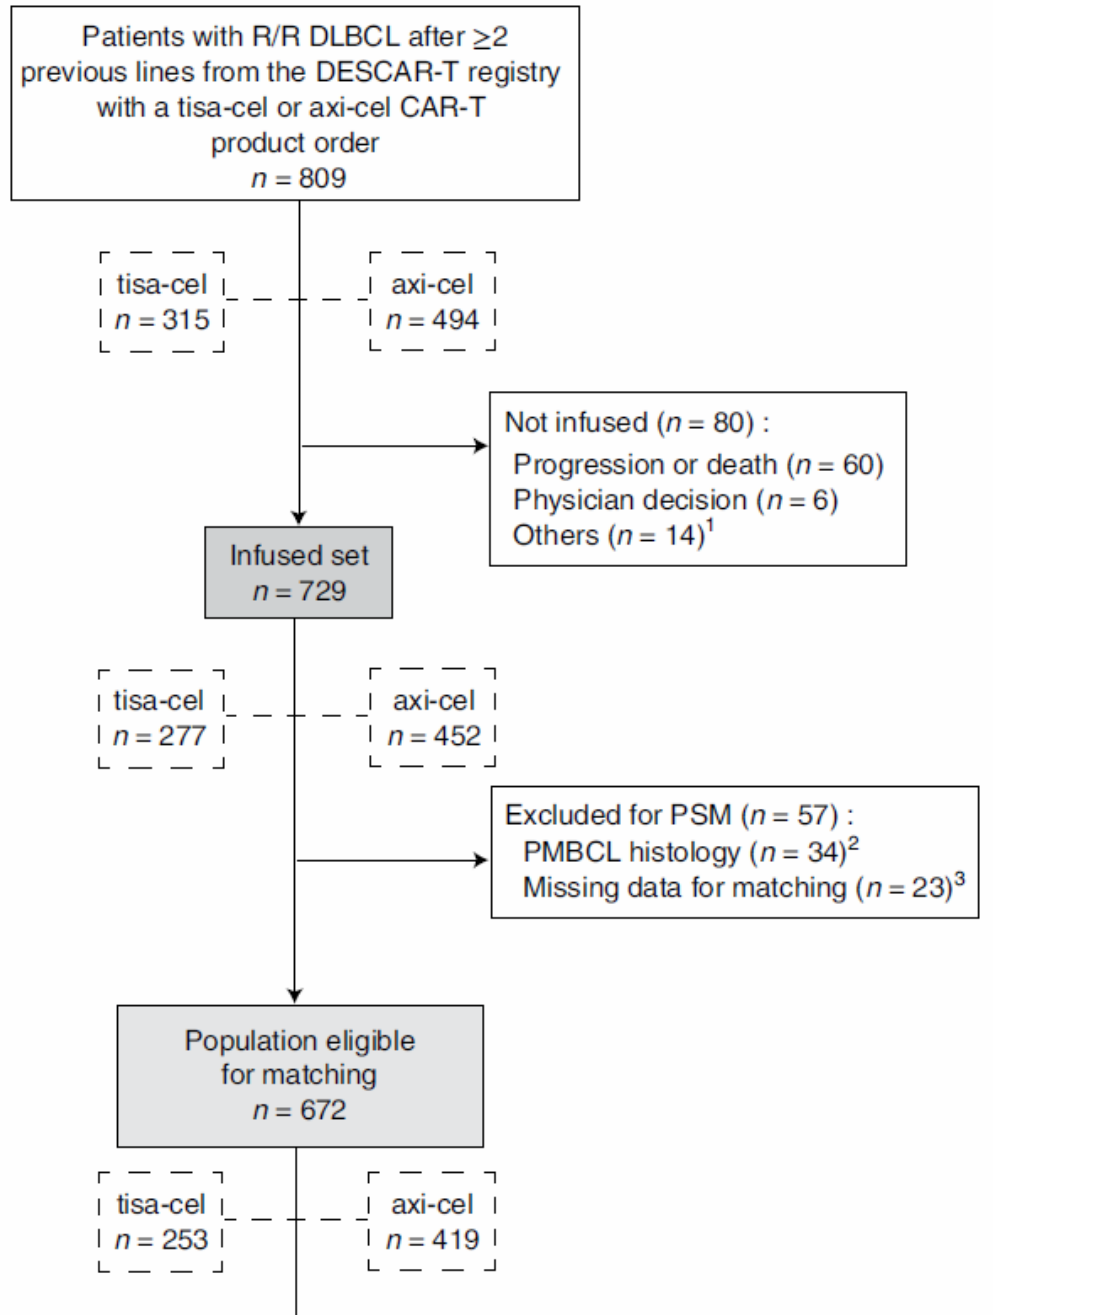 Patients with R/R DLBCL after ≥2
previous lines from the DESCAR-T registry
with a tisa-cel or axi-cel CAR-T
product order
n = 809
tisa-cel
n = 315
axi-cel
n = 494
Not infused (n = 80) :
Progression or death (n = 60)
Physician decision (n = 6)
Others (n = 14)¹
Infused set
n = 729
tisa-cel
n = 277
axi-cel
n = 452
Excluded for PSM (n = 57) :
PMBCL histology (n = 34)²
Missing data for matching (n = 23)³
Population eligible
for matching
n = 672
tisa-cel
n = 253
axi-cel
n = 419